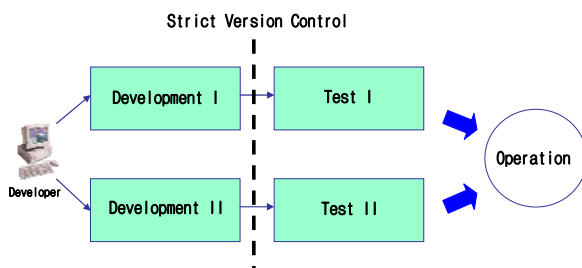 Strict Version Control
Development I
Test I
Operation
Developer
Development II
Test II